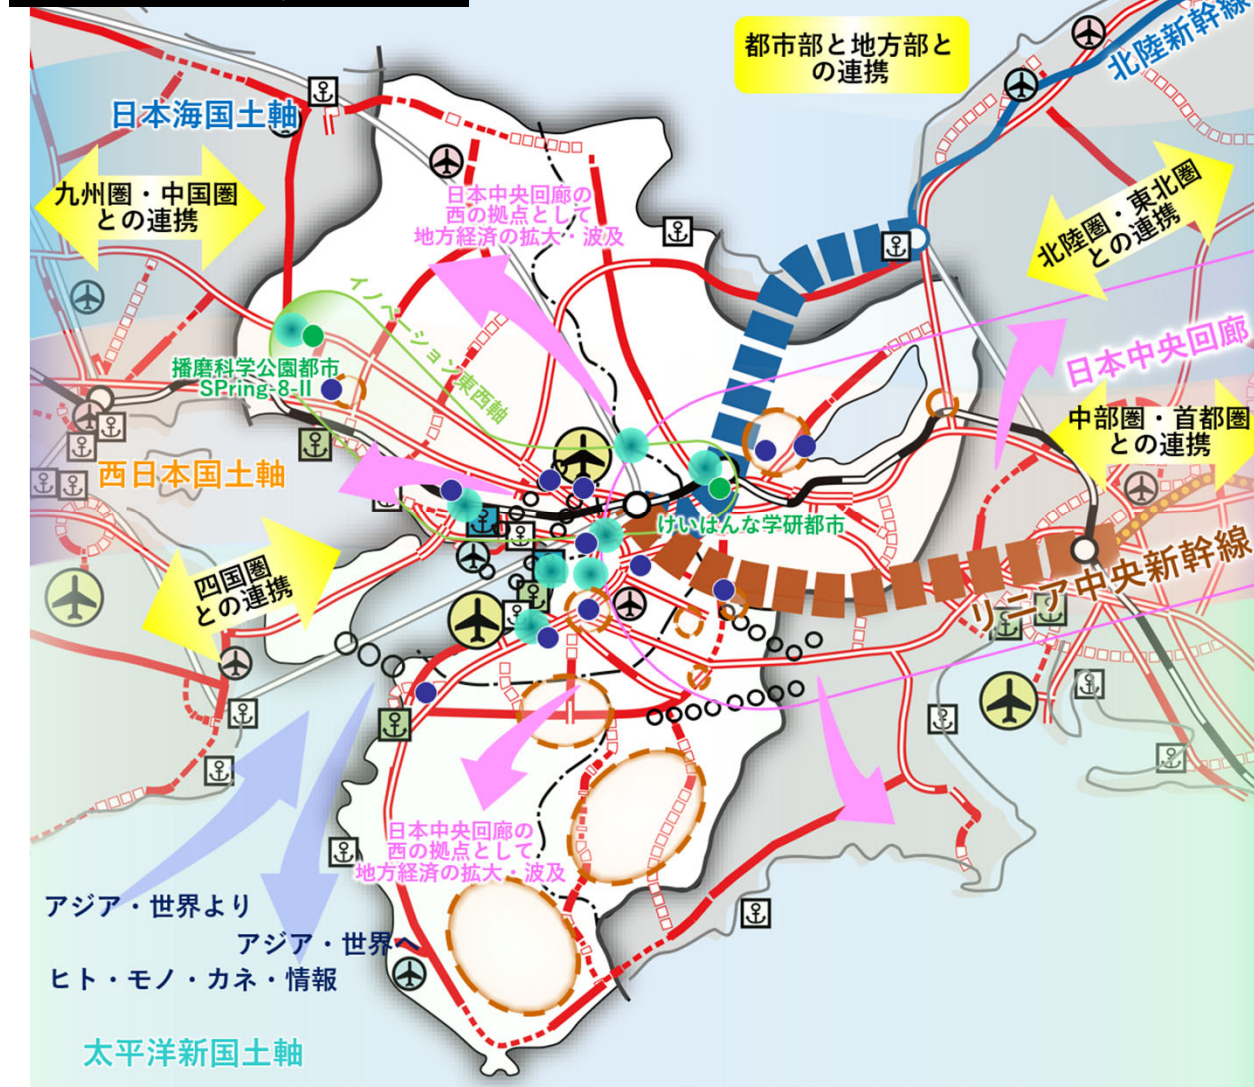 都市部と地方部と
の連携
北陸新幹線
日本海国土軸
九州圏・中国圏
との連携
日本中央回廊の
西の拠点として
地方経済の拡大・波及
北陸圏・東北圏
との連携
イノベーション東西軸
日本中央回廊
播磨科学公園都市
SPring-8-II
中部圏・首都圏
との連携
西日本国土軸
けいはんな学研都市
四国圏
との連携
リニア中央新幹線
日本中央回廊の
西の拠点として
地方経済の拡大・波及
アジア・世界より
アジア・世界へ
ヒト・モノ・カネ・情報
太平洋新国土軸